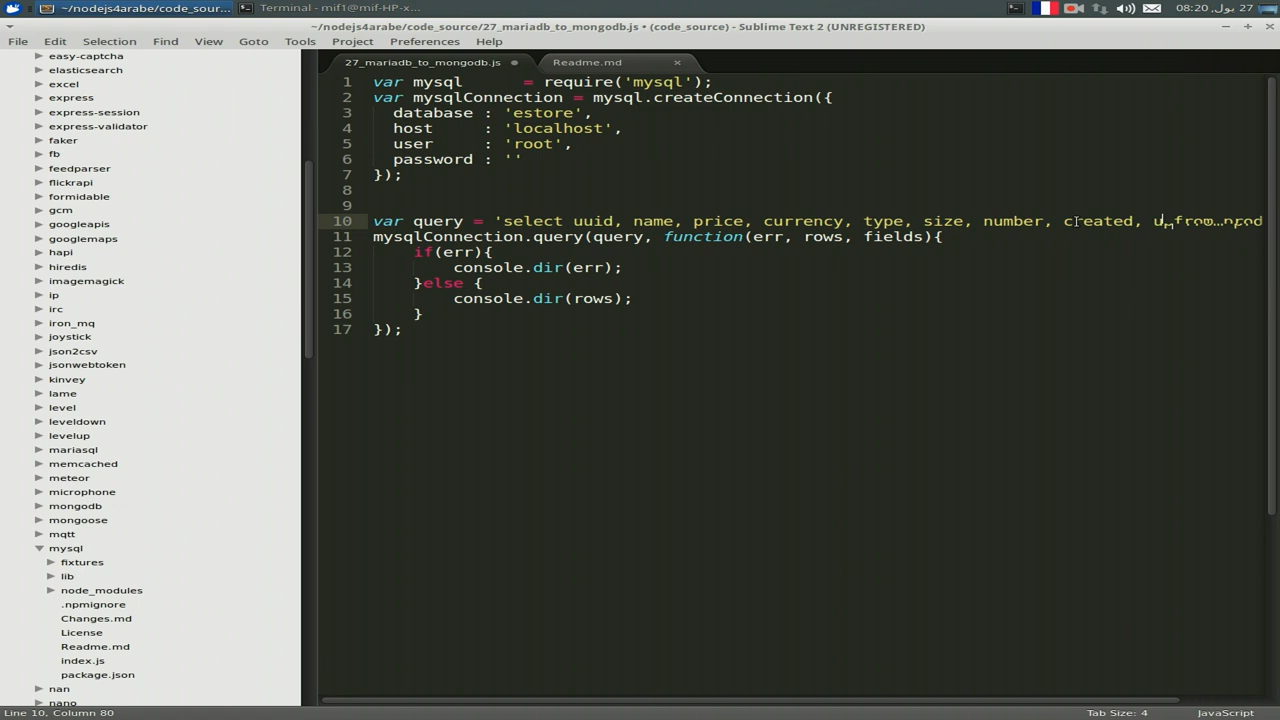 ~/nodejs4arabe/code_sour...
Terminal - mif1@mif-HP-x...
08:20 ,بول 27
~/nodejs4arabe/code_source/27_mariadb_to_mongodb.js • (code_source) - Sublime Text 2 (UNREGISTERED)
File Edit Selection Find View Goto Tools Project Preferences Help
easy-captcha
elasticsearch
excel
express
express-session
express-validator
faker
fb
feedparser
flickrapi
formidable
gcm
googleapis
googlemaps
hapi
hiredis
imagemagick
ip
irc
iron_mq
joystick
json2csv
jsonwebtoken
kinvey
lame
level
leveldown
levelup
mariasql
memcached
meteor
microphone
mongodb
mongoose
mqtt
mysql
fixtures
lib
node_modules
.npmignore
Changes.md
License
Readme.md
index.js
package.json
nan
nano
27_mariadb_to_mongodb.js
Readme.md
1 var mysql = require('mysql');
2 var mysqlConnection = mysql.createConnection({
3 database : 'estore',
4 host : 'localhost',
5 user : 'root',
6 password : ''
7 });
8
9
10 var query = 'select uuid, name, price, currency, type, size, number, created, u from prod
11 mysqlConnection.query(query, function(err, rows, fields){
12 if(err){
13 console.dir(err);
14 }else {
15 console.dir(rows);
16 }
17 });
Line 10, Column 80
Tab Size: 4
JavaScript